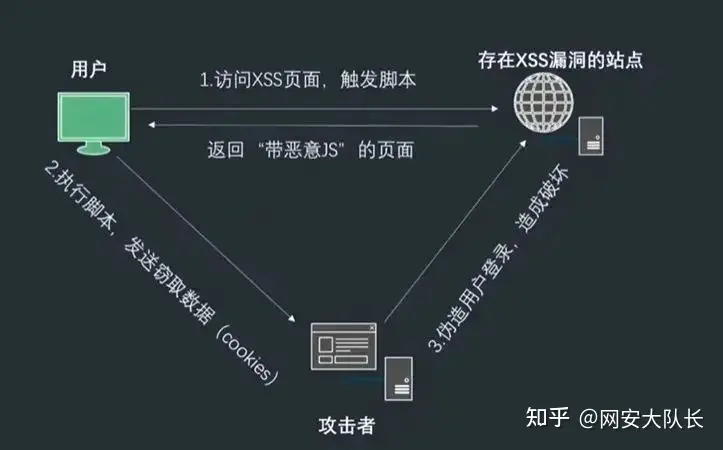 用户
存在XSS漏洞的站点
1.访问XSS页面，触发脚本
返回 “带恶意JS” 的页面
2.执行脚本，发送窃取数据（cookies）
3.伪造用户登录，造成破坏
攻击者
知乎 @网安大队长